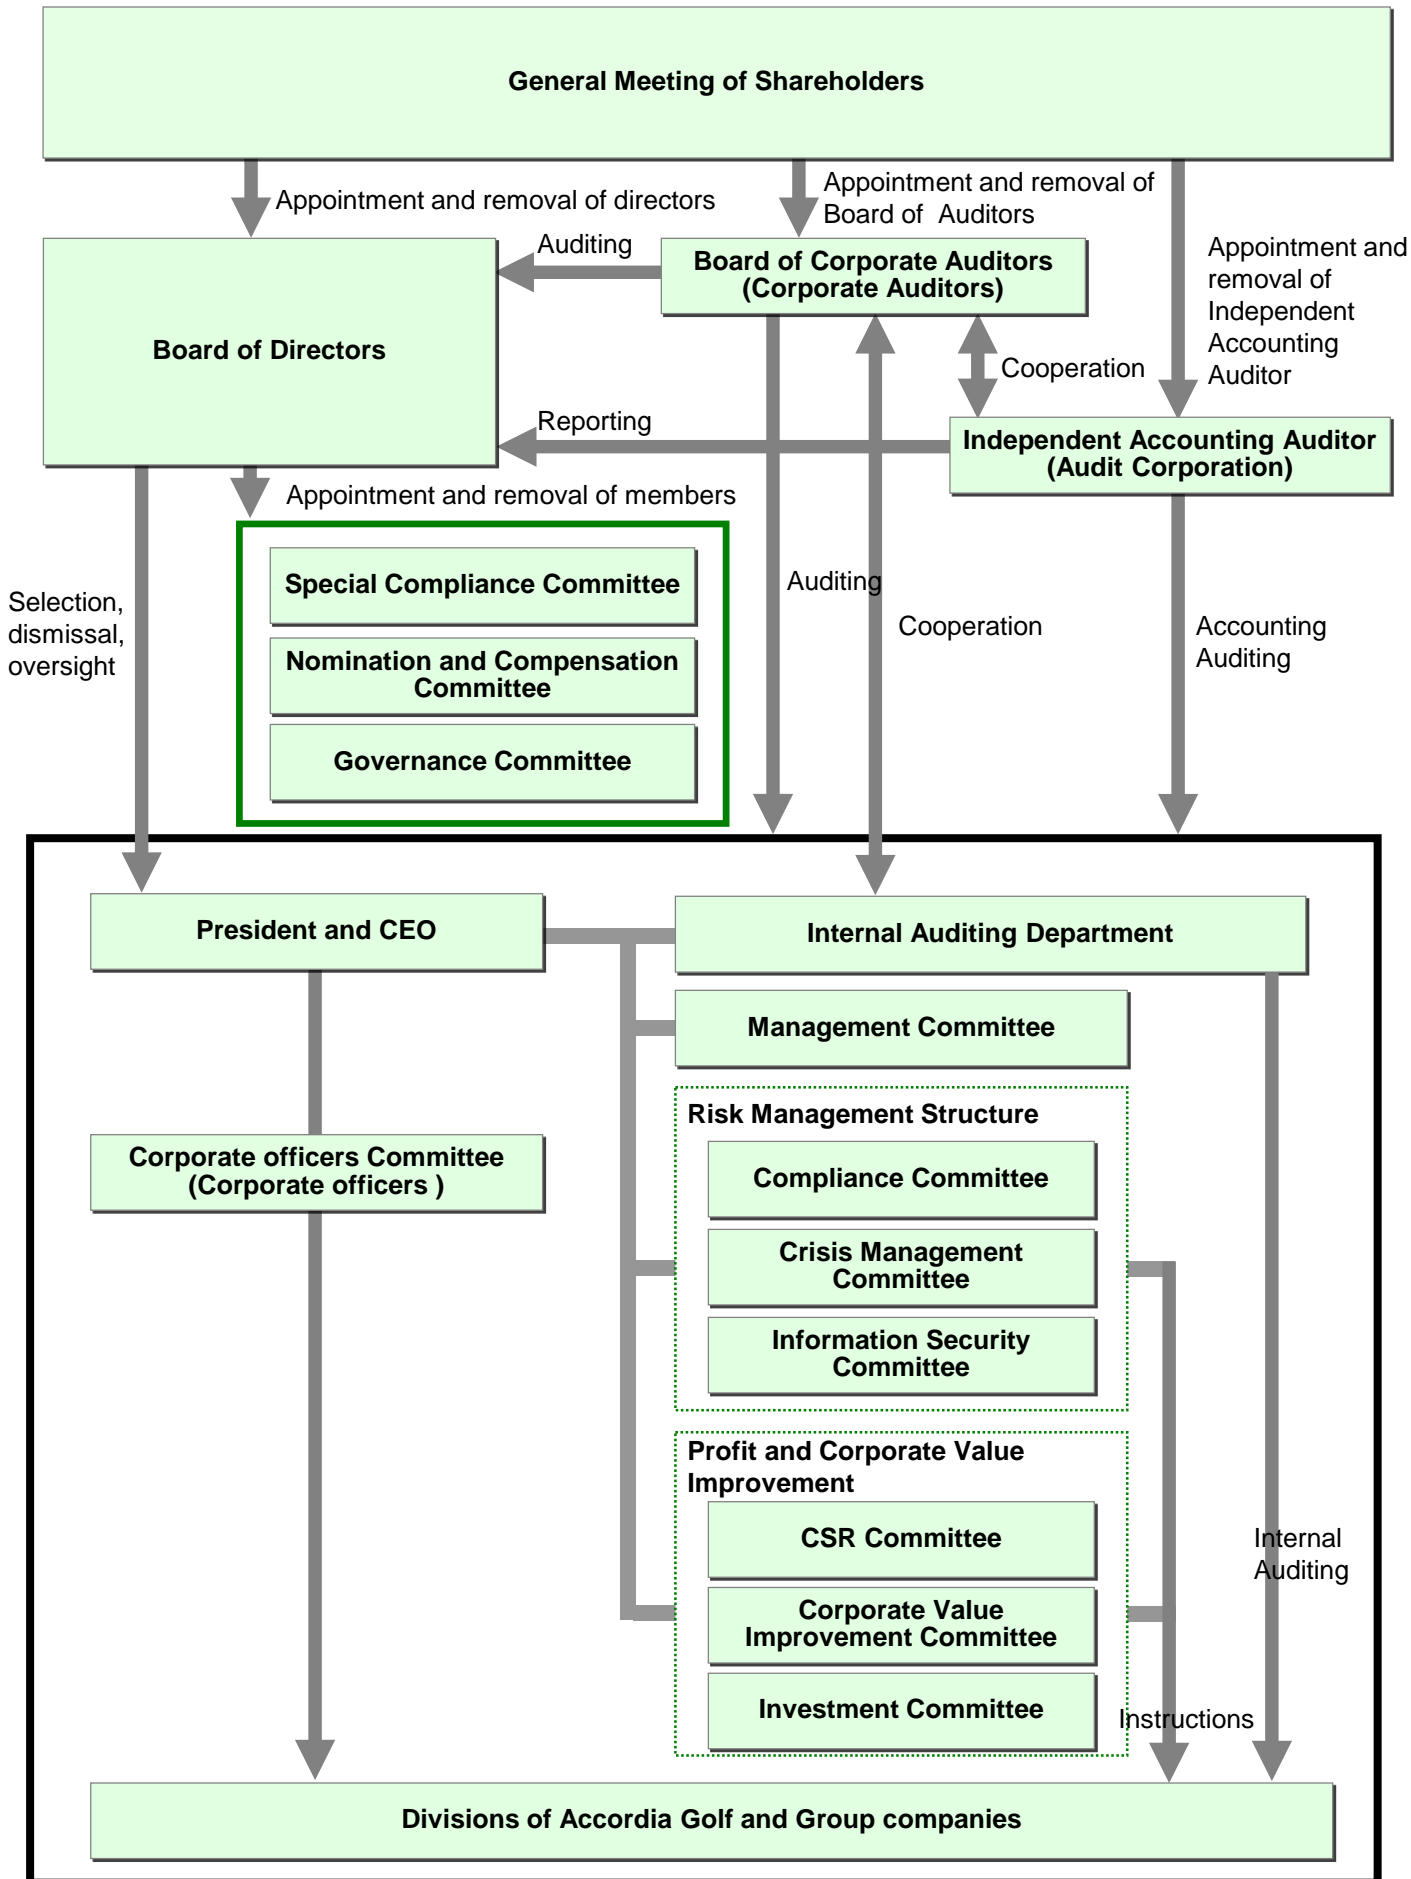 General Meeting of Shareholders
Appointment and removal of directors
Appointment and removal of
Board of Auditors
Appointment and
removal of
Independent
Accounting
Auditor
Auditing
Board of Corporate Auditors
(Corporate Auditors)
Board of Directors
Cooperation
Reporting
Independent Accounting Auditor
(Audit Corporation)
Appointment and removal of members
Selection,
dismissal,
oversight
Special Compliance Committee
Nomination and Compensation
Committee
Governance Committee
Auditing
Cooperation
Accounting
Auditing
President and CEO
Internal Auditing Department
Management Committee
Risk Management Structure
Corporate officers Committee
(Corporate officers )
Compliance Committee
Crisis Management
Committee
Information Security
Committee
Profit and Corporate Value
Improvement
CSR Committee
Corporate Value
Improvement Committee
Investment Committee
Internal
Auditing
Instructions
Divisions of Accordia Golf and Group companies